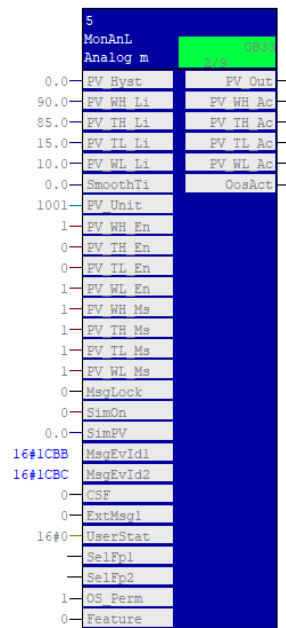 5
MonAnL
Analog m
OB33
2/9
0.0 PV_Hyst PV_Out
90.0 PV_WH_Li PV_WH_Ac
85.0 PV_TH_Li PV_TH_Ac
15.0 PV_TL_Li PV_TL_Ac
10.0 PV_WL_Li PV_WL_Ac
0.0 SmoothTi OosAct
1001 PV_Unit
1 PV_WH_En
0 PV_TH_En
0 PV_TL_En
1 PV_WL_En
1 PV_WH_Ms
1 PV_TH_Ms
1 PV_TL_Ms
1 PV_WL_Ms
0 MsgLock
0 SimOn
0.0 SimPV
16#1CBB MsgEvId1
16#1CBC MsgEvId2
0 CSF
0 ExtMsg1
16#0 UserStat
SelFp1
SelFp2
1 OS_Perm
0 Feature